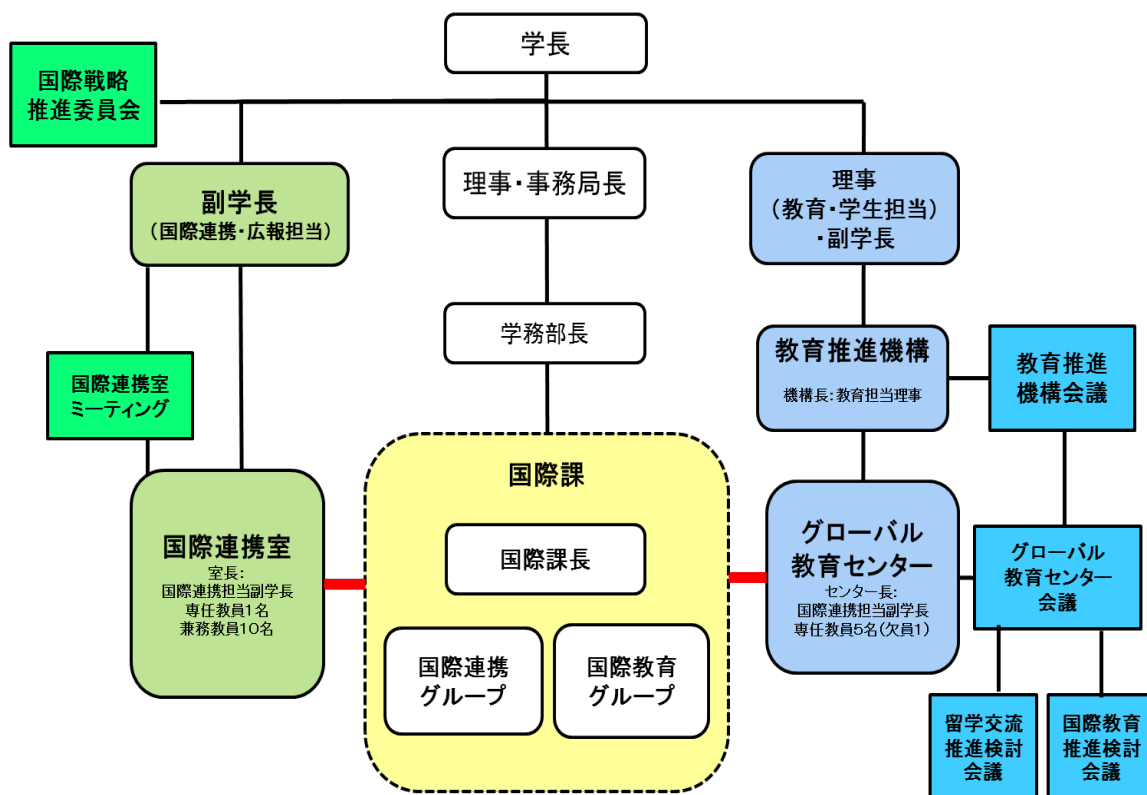 学長
国際戦略
推進委員会
副学長
(国際連携・広報担当)
理事・事務局長
理事
(教育・学生担当)
・副学長
学務部長
教育推進機構
機構長:教育担当理事
教育推進
機構会議
国際連携室
ミーティング
国際課
国際課長
国際連携
グループ
国際教育
グループ
国際連携室
室長:
国際連携担当副学長
専任教員1名
兼務教員10名
グローバル
教育センター
センター長:
国際連携担当副学長
専任教員5名(欠員1)
グローバル
教育センター
会議
留学交流
推進検討
会議
国際教育
推進検討
会議